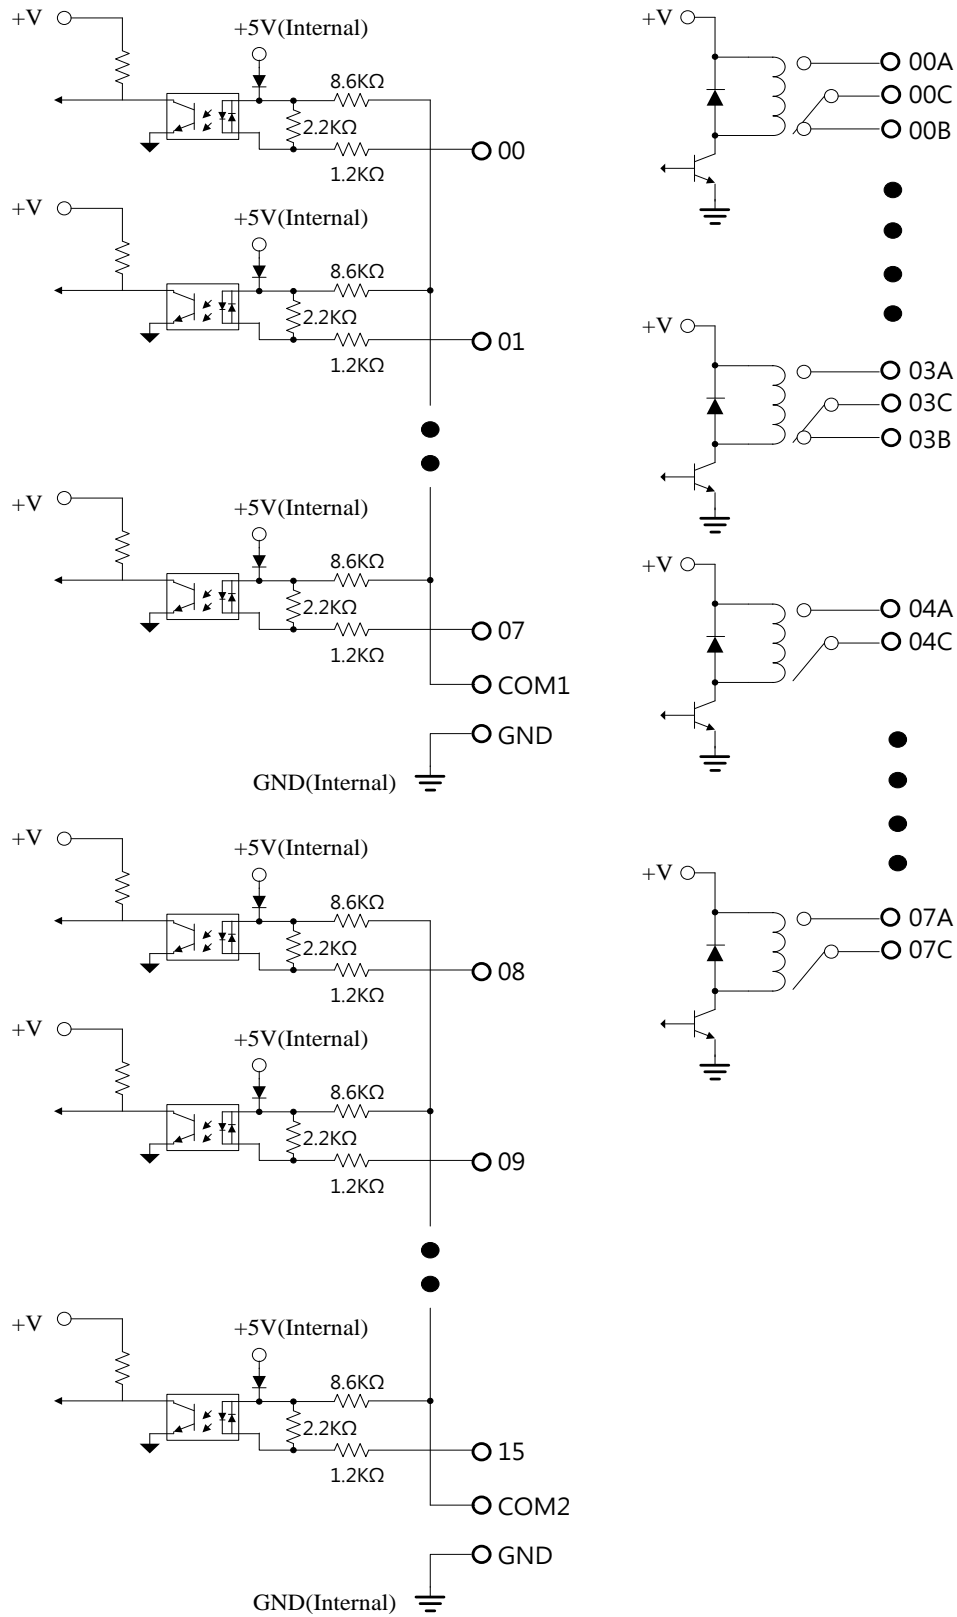 +V
+5V(Internal)
8.6KΩ
2.2KΩ
00
1.2KΩ
+V
+5V(Internal)
8.6KΩ
2.2KΩ
01
1.2KΩ
+V
+5V(Internal)
8.6KΩ
2.2KΩ
07
1.2KΩ
COM1
GND
GND(Internal)
+V
+5V(Internal)
8.6KΩ
2.2KΩ
08
1.2KΩ
+V
+5V(Internal)
8.6KΩ
2.2KΩ
09
1.2KΩ
+V
+5V(Internal)
8.6KΩ
2.2KΩ
15
1.2KΩ
COM2
GND
GND(Internal)
+V
00A
00C
00B
+V
03A
03C
03B
+V
04A
04C
+V
07A
07C